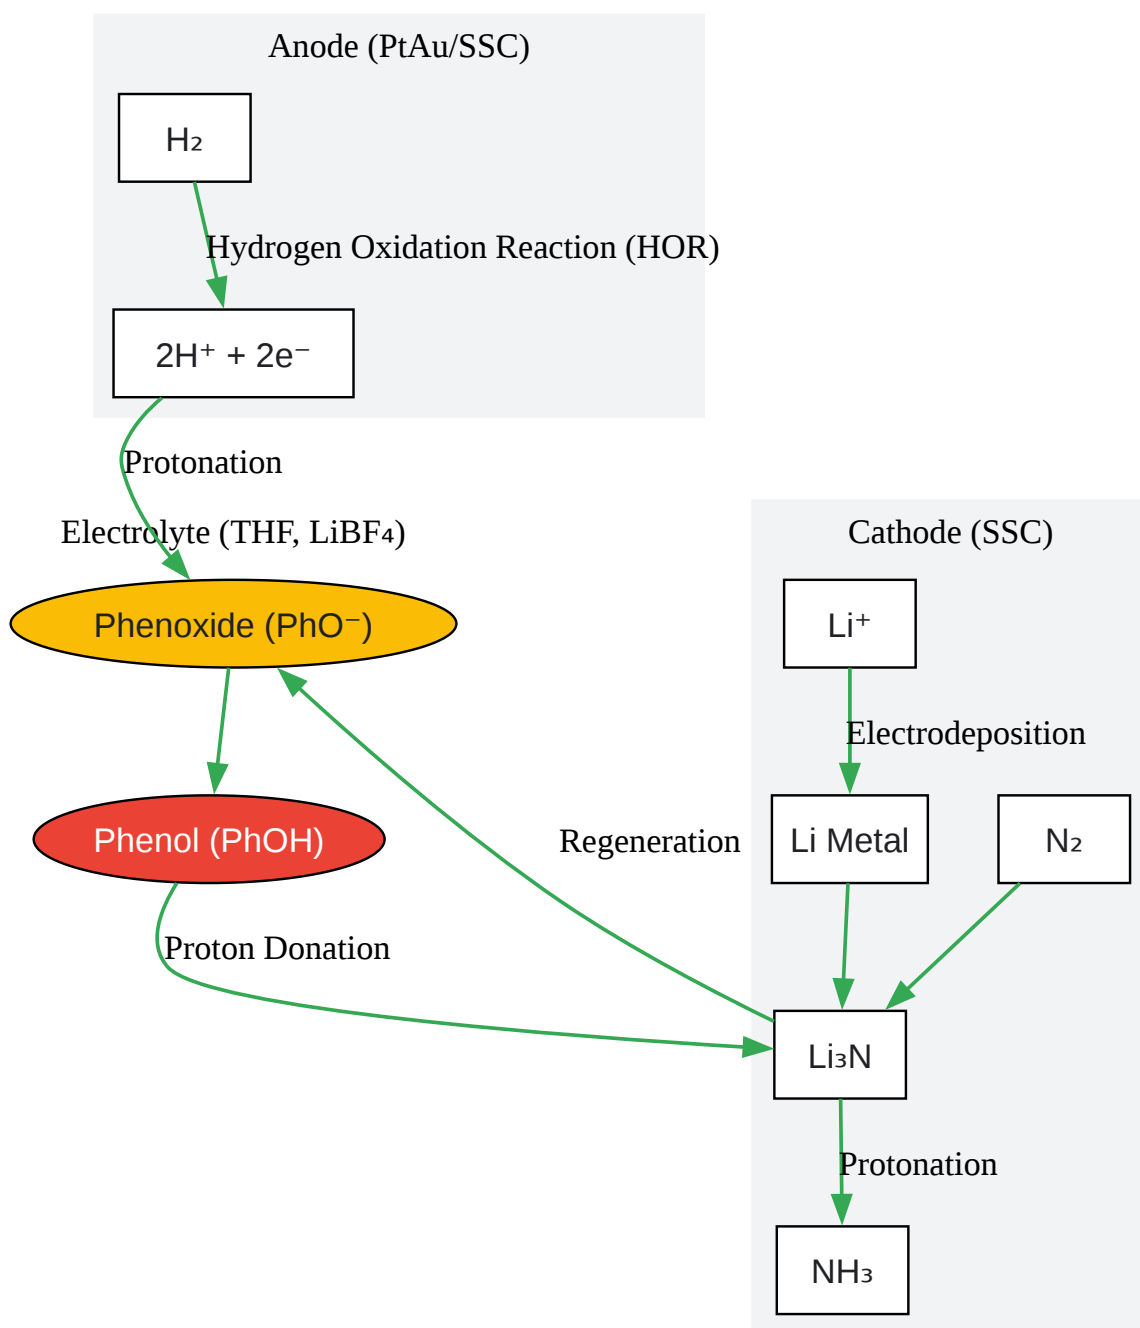 Anode (PtAu/SSC)
H₂
Hydrogen Oxidation Reaction (HOR)
2H⁺ + 2e⁻
Protonation
Electrolyte (THF, LiBF₄)
Phenoxide (PhO⁻)
Phenol (PhOH)
Proton Donation
Regeneration
Cathode (SSC)
Li⁺
Electrodeposition
Li Metal
N₂
Li₃N
Protonation
NH₃